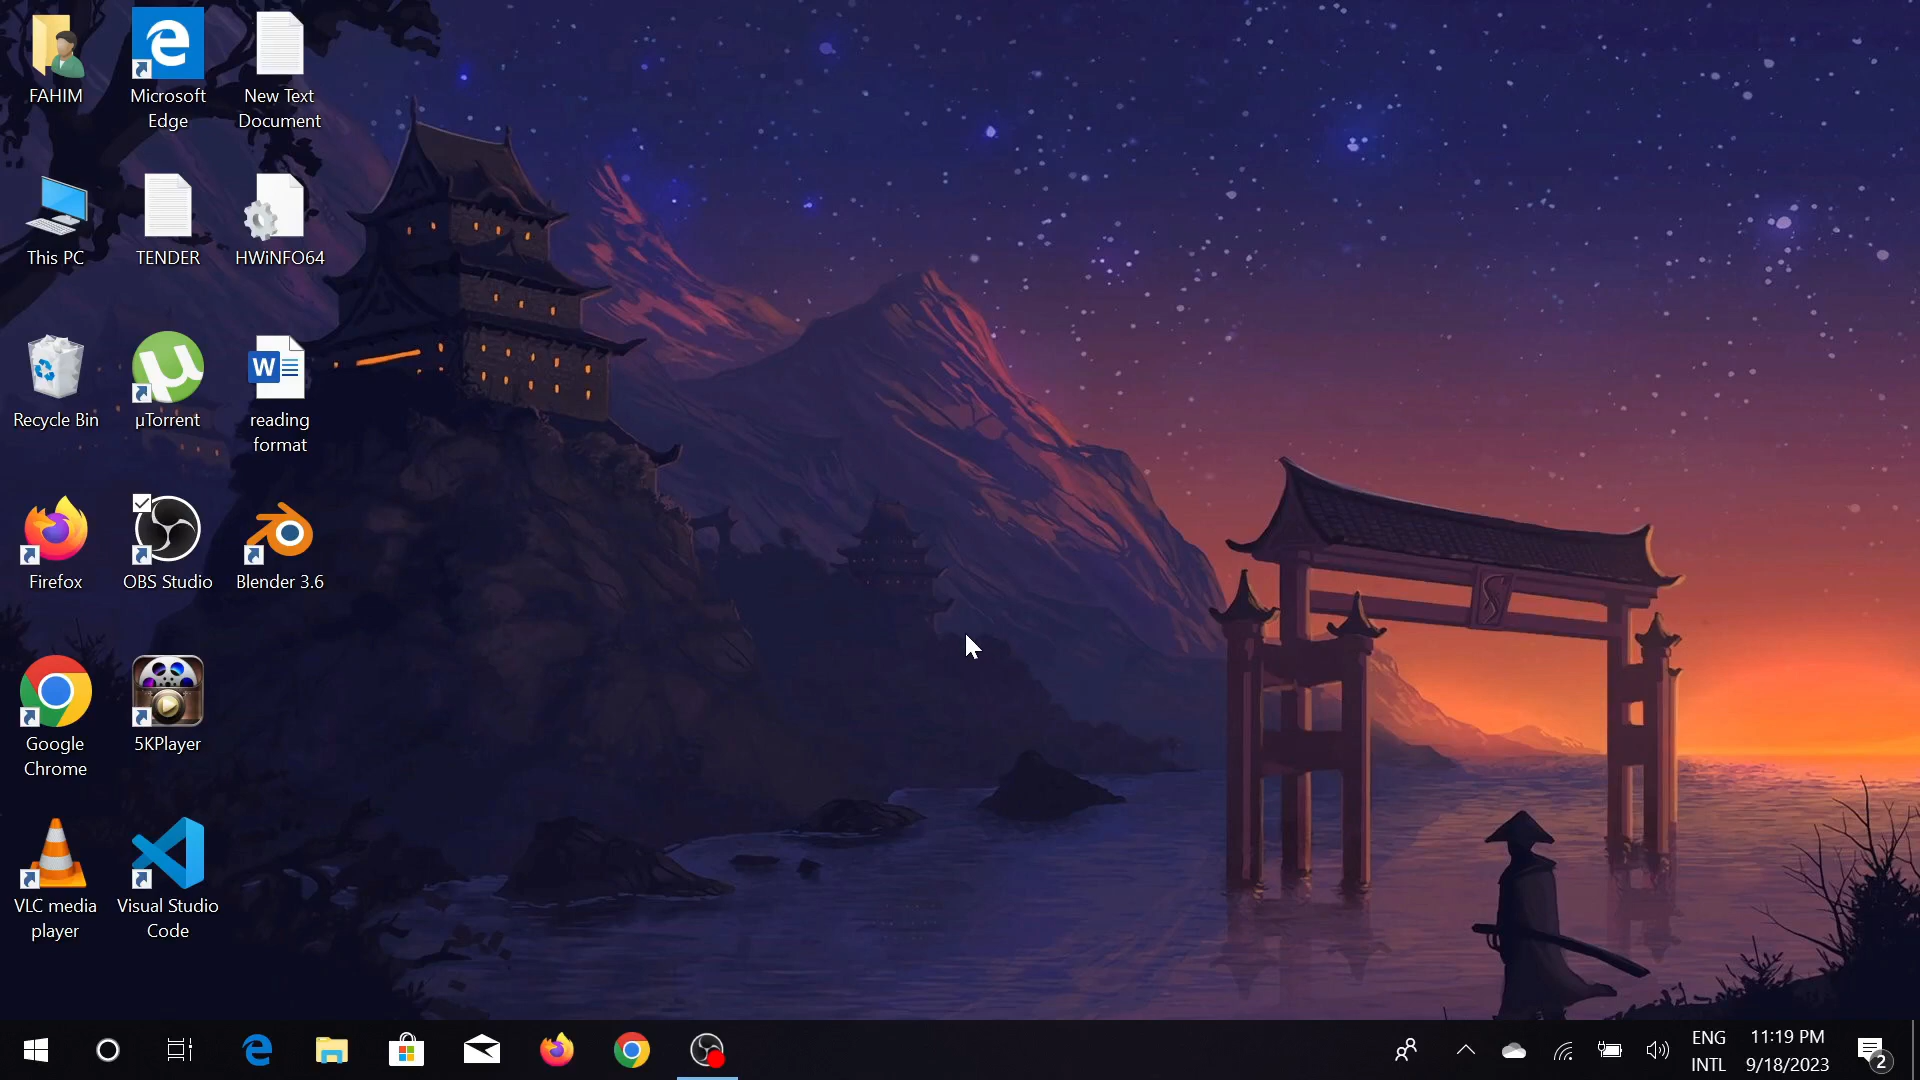 FAHIM
Microsoft
Edge
New Text
Document
This PC
TENDER
HWiNFO64
Recycle Bin
µTorrent
reading
format
Firefox
OBS Studio
Blender 3.6
Google
Chrome
5KPlayer
VLC media
player
Visual Studio
Code
ENG
INTL
11:19 PM
9/18/2023
2